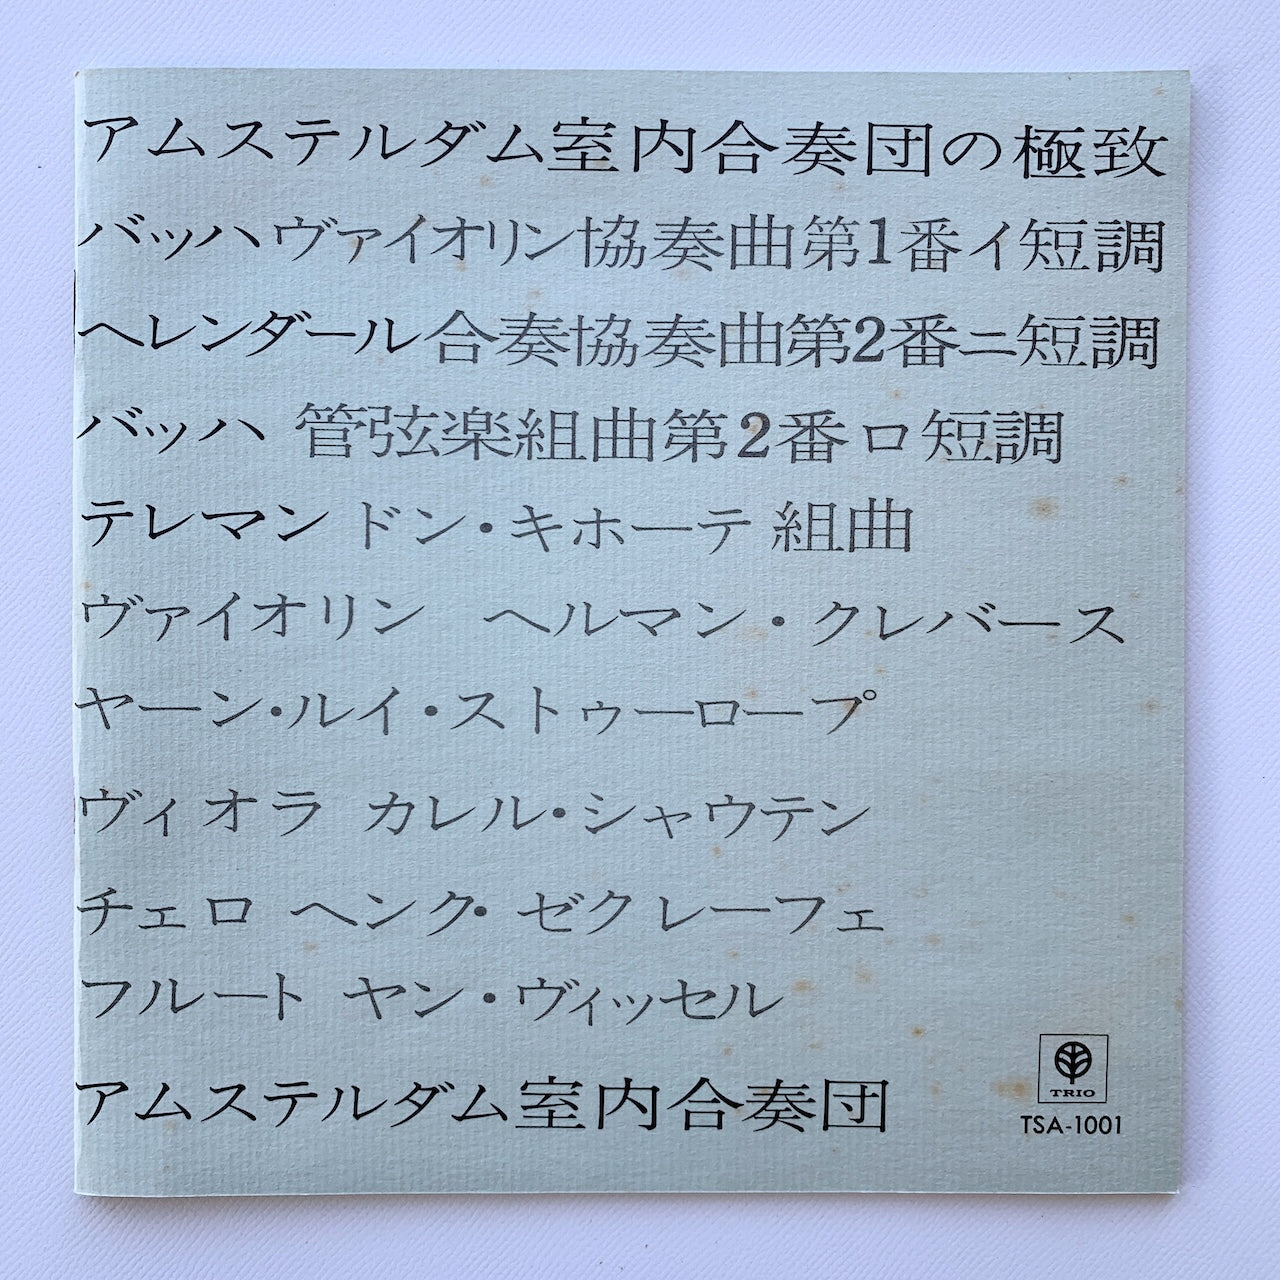 アムステルダム室内合奏団の極致
バッハヴァイオリン協奏曲第1番イ短調
ヘレンダール合奏協奏曲第2番ニ短調
バッハ 管弦楽組曲第2番ロ短調
テレマン ドン・キホーテ 組曲
ヴァイオリン ヘルマン・クレバース
ヤーン・ルイ・ストゥーロープ
ヴィオラ カレル・シャウテン
チェロ ヘンク・ゼクレーフェ
フルート ヤン・ヴィッセル
アムステルダム室内合奏団
TRIO
TSA-1001